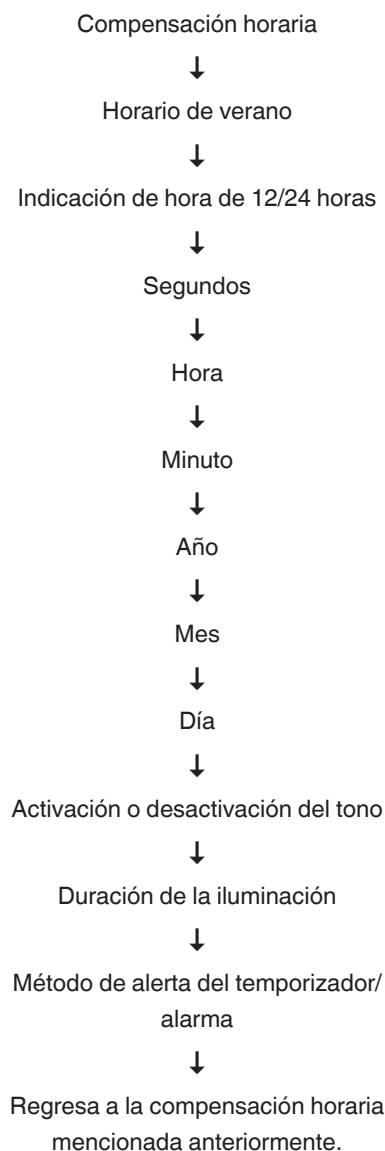 Compensación horaria
↓
Horario de verano
↓
Indicación de hora de 12/24 horas
↓
Segundos
↓
Hora
↓
Minuto
↓
Año
↓
Mes
↓
Día
↓
Activación o desactivación del tono
↓
Duración de la iluminación
↓
Método de alerta del temporizador/
alarma
↓
Regresa a la compensación horaria
mencionada anteriormente.